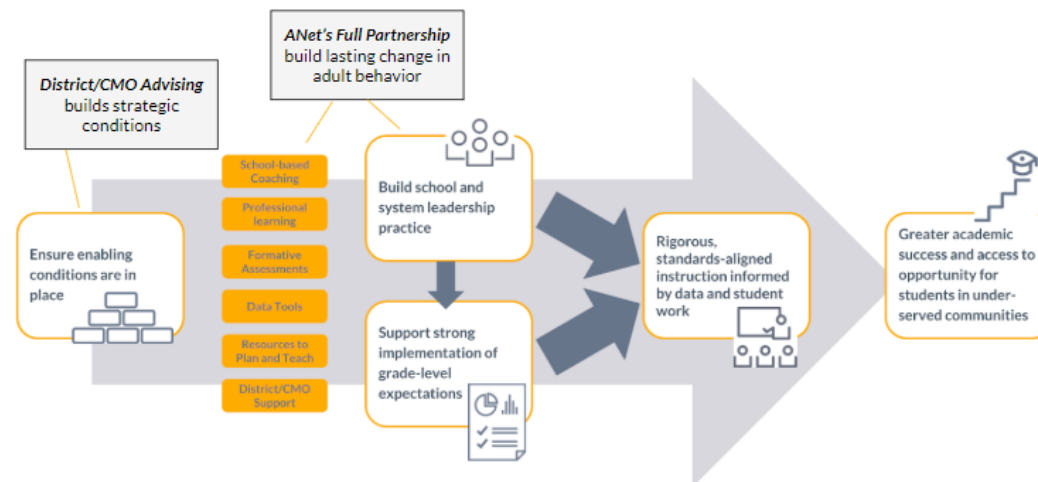 ANet's Full Partnership
build lasting change in
adult behavior
District/CMO Advising
builds strategic
conditions
Ensure enabling
conditions are in
place
School-based
Coaching
Professional
learning
Formative
Assessments
Data Tools
Resources to
Plan and Teach
District/CMO
Support
Build school and
system leadership
practice
Support strong
implementation of
grade-level
expectations
Rigorous,
standards-aligned
instruction informed
by data and student
work
Greater academic
success and access to
opportunity for
students in under-
served communities